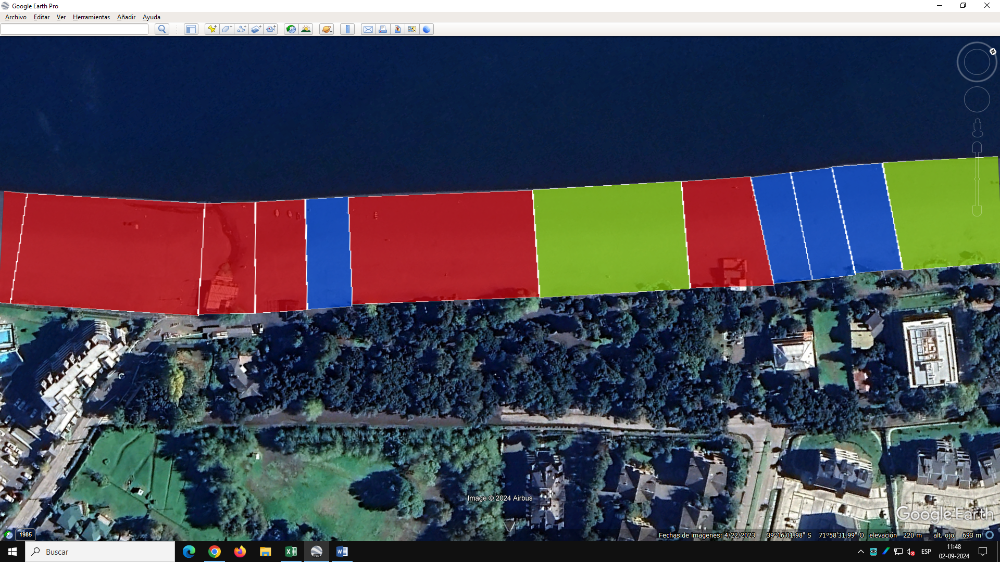 Google Earth Pro
Archivo Editar Ver Herramientas Añadir Ayuda
N
Image © 2024 Airbus
Google Earth
1985
Fechas de imágenes: 4/22/2023 39°16'01.98" S 71°58'31.99" O elevación 220 m alt. ojo 693 m
Buscar
ESP
11:48
02-09-2024